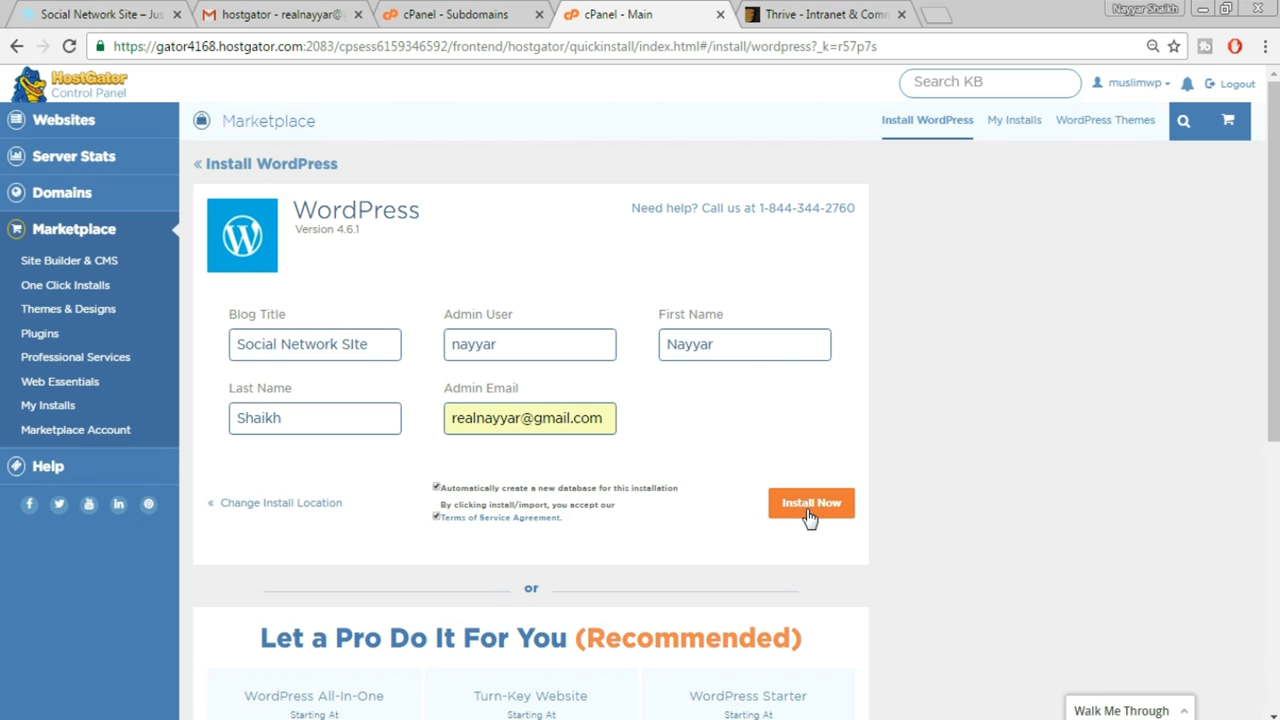 Social Network Site – Jus
hostgator - realnayyar@g
cPanel - Subdomains
cPanel - Main
Thrive - Intranet & Com
Nayyar Shaikh
https://gator4168.hostgator.com:2083/cpsess6159346592/frontend/hostgator/quickinstall/index.html#/install/wordpress?_k=r57p7s
HostGator
Control Panel
Search KB
muslimwp
Logout
Websites
Server Stats
Domains
Marketplace
Site Builder & CMS
One Click Installs
Themes & Designs
Plugins
Professional Services
Web Essentials
My Installs
Marketplace Account
Help
Marketplace
Install WordPress
My Installs
WordPress Themes
« Install WordPress
WordPress
Version 4.6.1
Need help? Call us at 1-844-344-2760
Blog Title
Admin User
First Name
Social Network SIte
nayyar
Nayyar
Last Name
Admin Email
Shaikh
realnayyar@gmail.com
« Change Install Location
Automatically create a new database for this installation
By clicking install/import, you accept our
Terms of Service Agreement.
Install Now
or
Let a Pro Do It For You (Recommended)
WordPress All-In-One
Starting At
Turn-Key Website
Starting At
WordPress Starter
Starting At
Walk Me Through